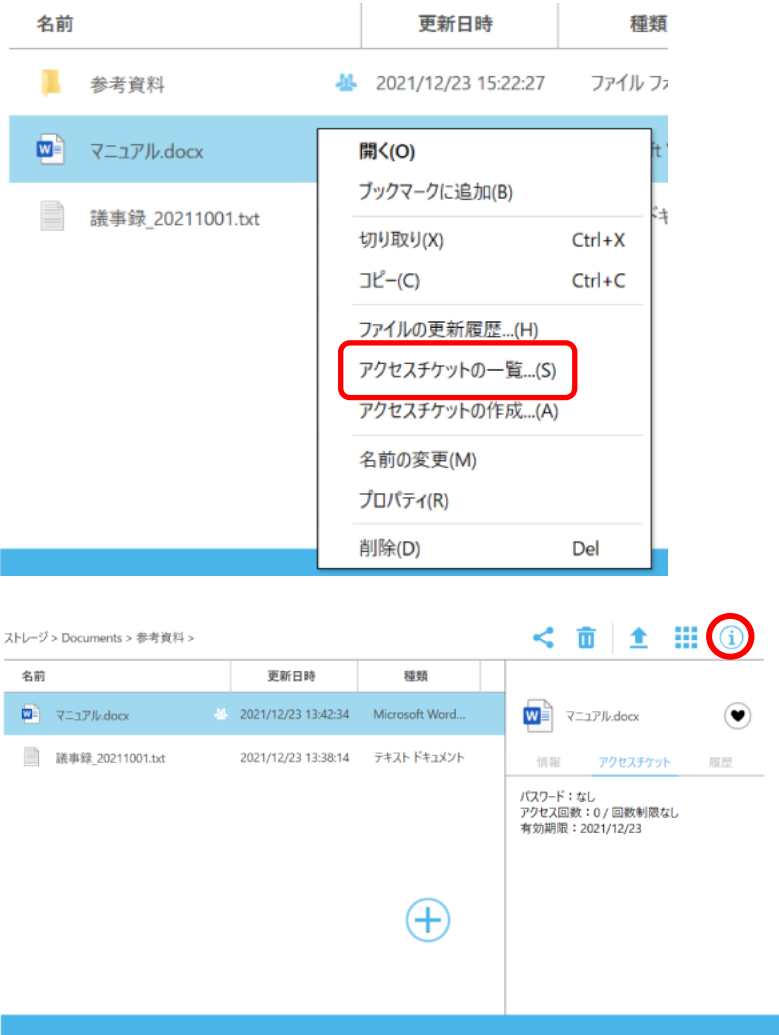 名前 更新日時 種類
参考資料 2021/12/23 15:22:27 ファイル フォ
マニュアル.docx
議事録_20211001.txt
開く(O)
ブックマークに追加(B)
切り取り(X) Ctrl+X
コピー(C) Ctrl+C
ファイルの更新履歴...(H)
アクセスチケットの一覧...(S)
アクセスチケットの作成...(A)
名前の変更(M)
プロパティ(R)
削除(D) Del
ストレージ > Documents > 参考資料 >
名前 更新日時 種類
マニュアル.docx 2021/12/23 13:42:34 Microsoft Word...
議事録_20211001.txt 2021/12/23 13:38:14 テキスト ドキュメント
マニュアル.docx
情報 アクセスチケット 履歴
パスワード：なし
アクセス回数：0 / 回数制限なし
有効期限：2021/12/23